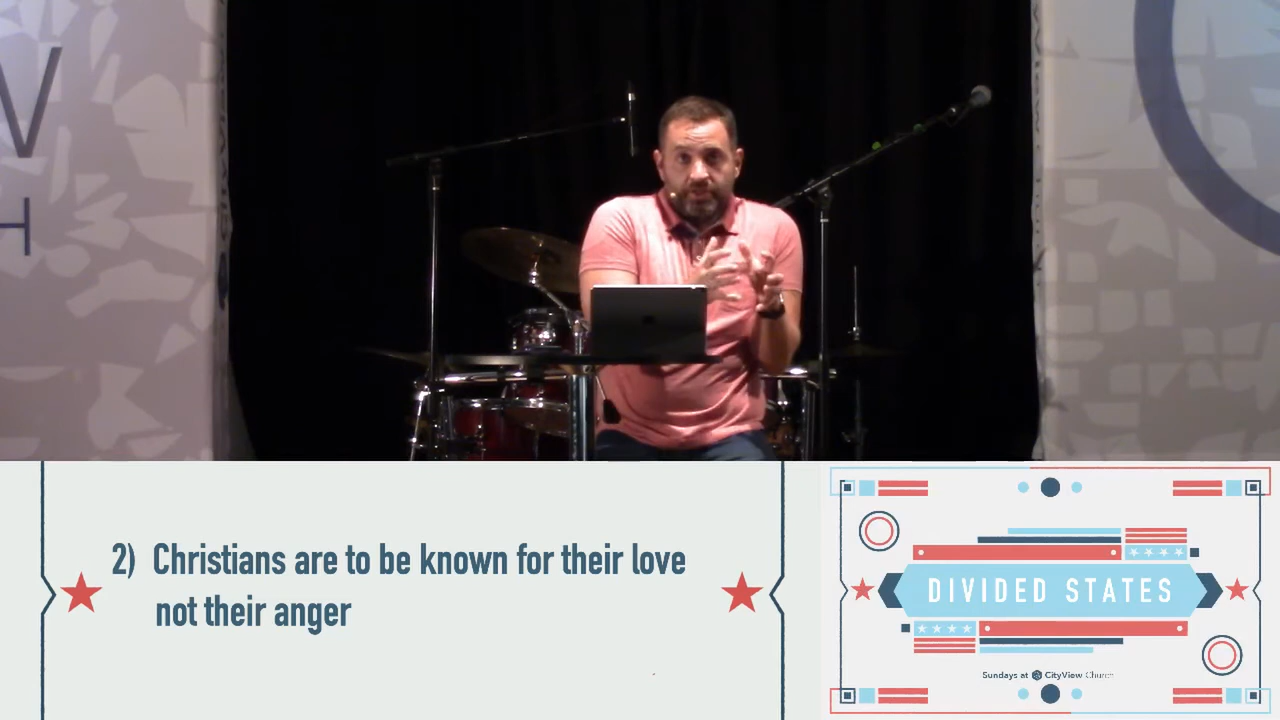 W
H
2) Christians are to be known for their love
not their anger
DIVIDED STATES
Sundays at CityView Church